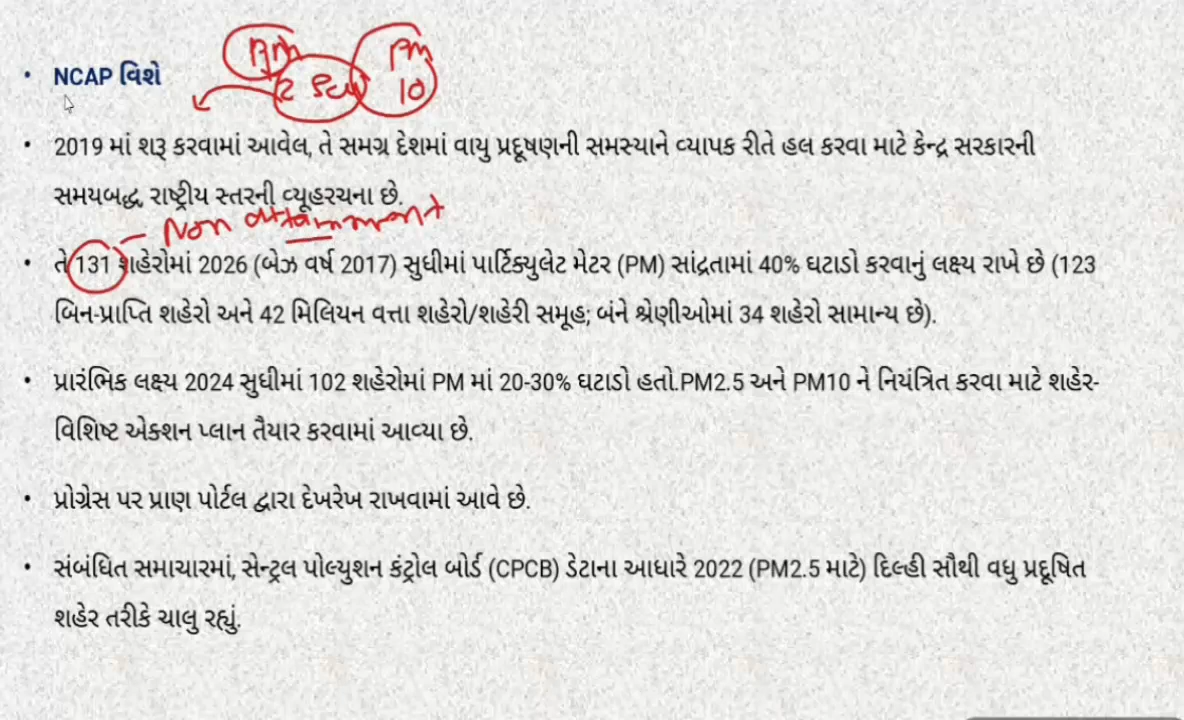 PM
10
• NCAP વિશે
• 2019 માં શરૂ કરવામાં આવેલ, તે સમગ્ર દેશમાં વાયુ પ્રદૂષણની સમસ્યાને વ્યાપક રીતે હલ કરવા માટે કેન્દ્ર સરકારની
સમયબદ્ધ, રાષ્ટ્રીય સ્તરની વ્યૂહરચના છે.
Non attainment
• તે 131 શહેરોમાં 2026 (બેઝ વર્ષ 2017) સુધીમાં પાર્ટિક્યુલેટ મેટર (PM) સાંદ્રતામાં 40% ઘટાડો કરવાનું લક્ષ્ય રાખે છે (123
બિન-પ્રાપ્તિ શહેરો અને 42 મિલિયન વત્તા શહેરો/શહેરી સમૂહ; બંને શ્રેણીઓમાં 34 શહેરો સામાન્ય છે).
• પ્રારંભિક લક્ષ્ય 2024 સુધીમાં 102 શહેરોમાં PM માં 20-30% ઘટાડો હતો.PM2.5 અને PM10 ને નિયંત્રિત કરવા માટે શહેર-
વિશિષ્ટ એક્શન પ્લાન તૈયાર કરવામાં આવ્યા છે.
• પ્રોગ્રેસ પર પ્રાણ પોર્ટલ દ્વારા દેખરેખ રાખવામાં આવે છે.
• સંબંધિત સમાચારમાં, સેન્ટ્રલ પોલ્યુશન કંટ્રોલ બોર્ડ (CPCB) ડેટાના આધારે 2022 (PM2.5 માટે) દિલ્હી સૌથી વધુ પ્રદૂષિત
શહેર તરીકે ચાલુ રહ્યું.